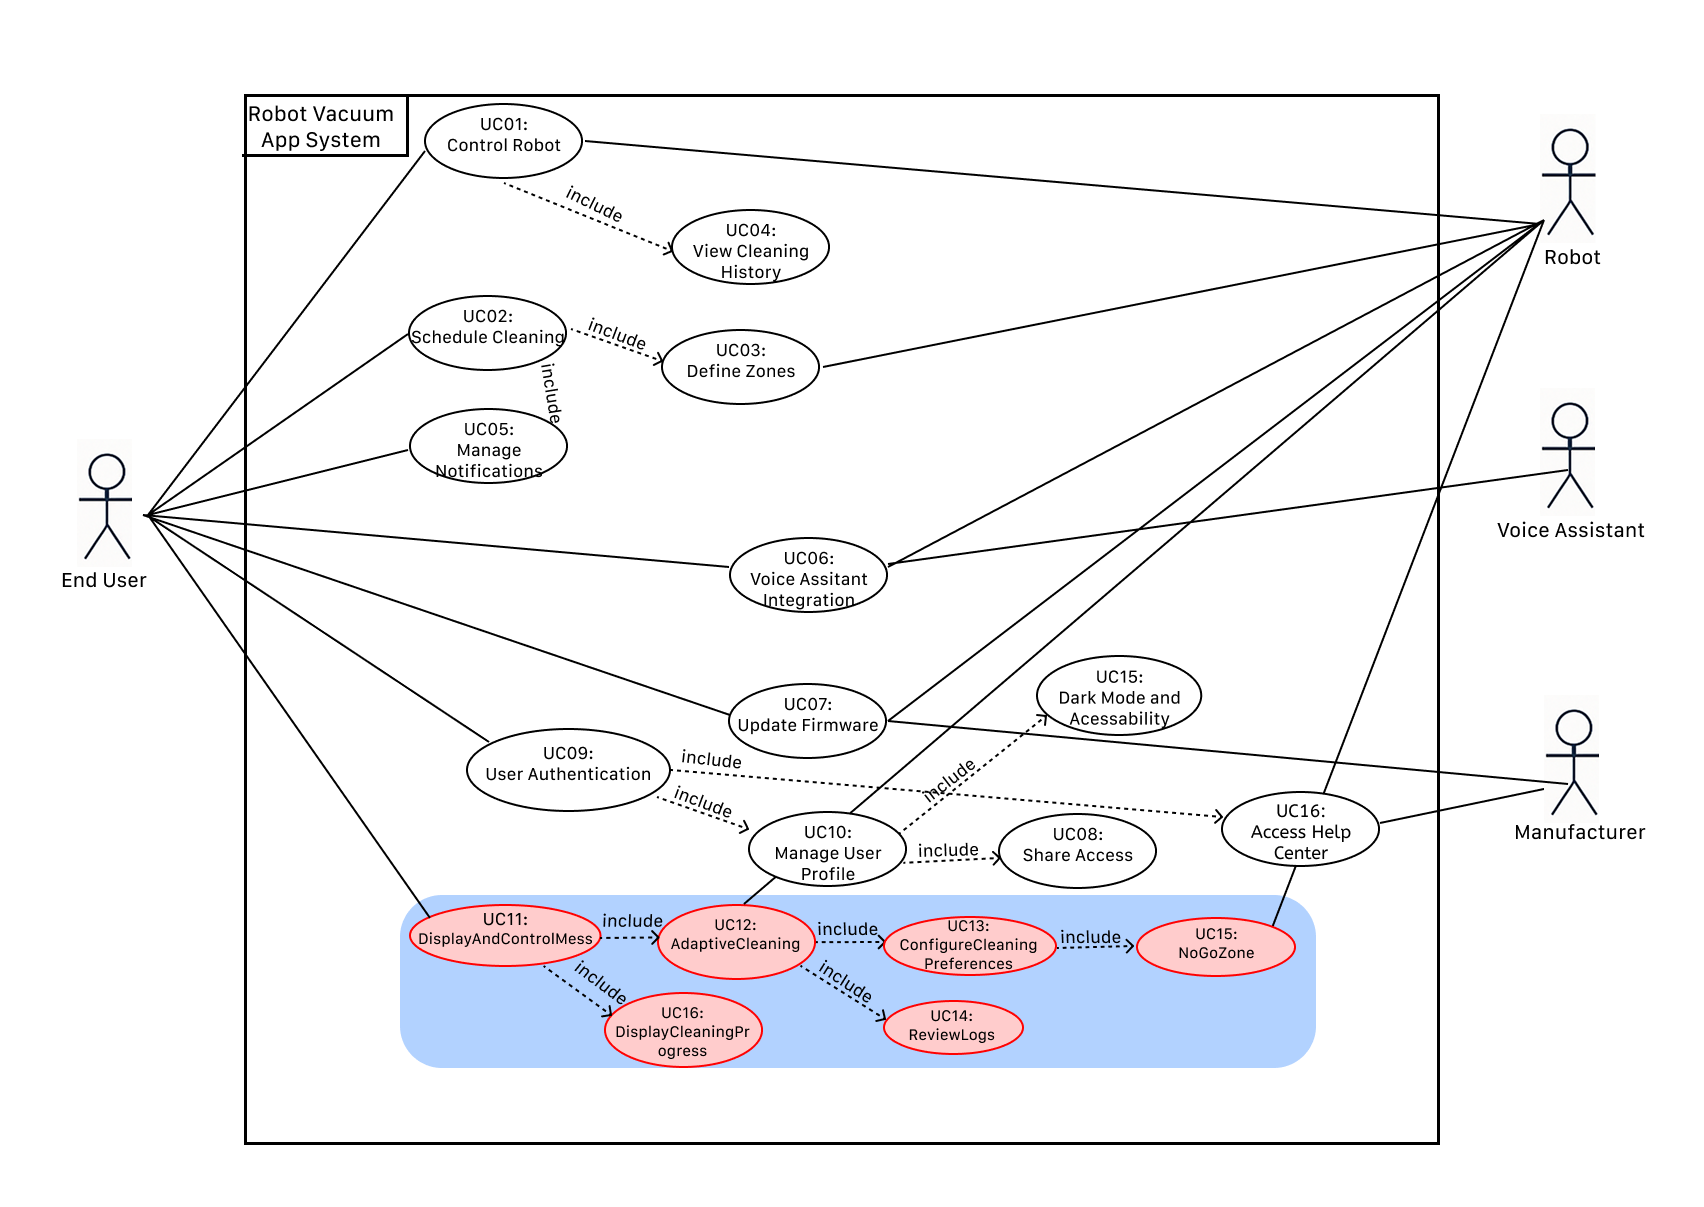 Robot Vacuum
App System
UC01:
Control Robot
include
UC04:
View Cleaning
History
Robot
UC02:
Schedule Cleaning
include
UC03:
Define Zones
include
UC05:
Manage
Notifications
Voice Assistant
End User
UC06:
Voice Assitant
Integration
UC07:
Update Firmware
UC15:
Dark Mode and
Acessability
UC09:
User Authentication
include
include
include
UC10:
Manage User
Profile
include
UC08:
Share Access
UC16:
Access Help
Center
Manufacturer
UC11:
DisplayAndControlMess
include
UC12:
AdaptiveCleaning
include
UC13:
ConfigureCleaning
Preferences
include
UC15:
NoGoZone
include
UC16:
DisplayCleaningPr
ogress
include
UC14:
ReviewLogs